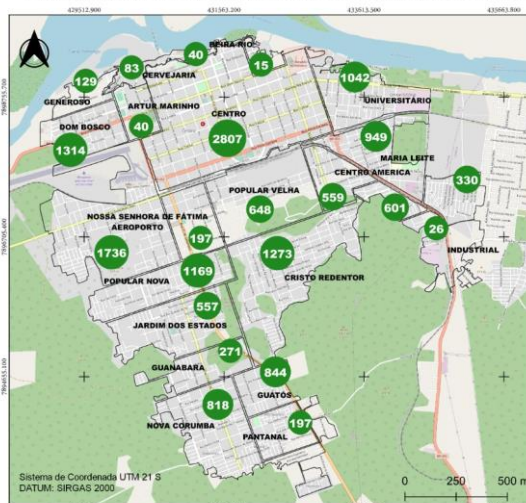 429512.900 431563.200 433613.500 435663.800
BEIRA RIO
40
83
15
CERVEJARIA
129
1042
GENEROSO
ARTUR MARINHO
UNIVERSITÁRIO
DOM BOSCO
CENTRO
40
1314
2807
949
MARIA LEITE
CENTRO AMERICA
POPULAR VELHA
330
559
648
601
NOSSA SENHORA DE FÁTIMA
AEROPORTO
197
26
1736
1273
INDUSTRIAL
1169
CRISTO REDENTOR
POPULAR NOVA
557
JARDIM DOS ESTADOS
271
GUANABARA
844
GUATÓS
818
NOVA CORUMBA
197
PANTANAL
Sistema de Coordenada UTM 21 S
DATUM: SIRGAS 2000
0 250 500 m